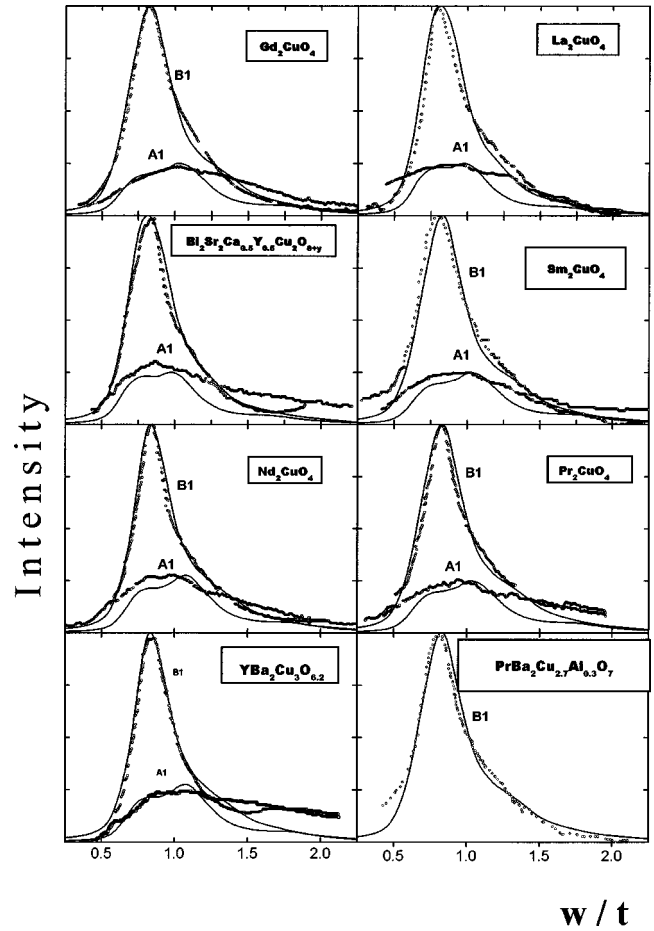 Gd₂CuO₄
La₂CuO₄
B1
A1
A1
Bi₂Sr₂Ca₀.₅Y₀.₅Cu₂O₈₊y
Sm₂CuO₄
B1
A1
A1
Nd₂CuO₄
Pr₂CuO₄
B1
B1
A1
A1
YBa₂Cu₃O₆.₂
PrBa₂Cu₂.₇Al₀.₃O₇
B1
B1
A1
0.5 1.0 1.5 2.0
0.5 1.0 1.5 2.0
Intensity
w / t